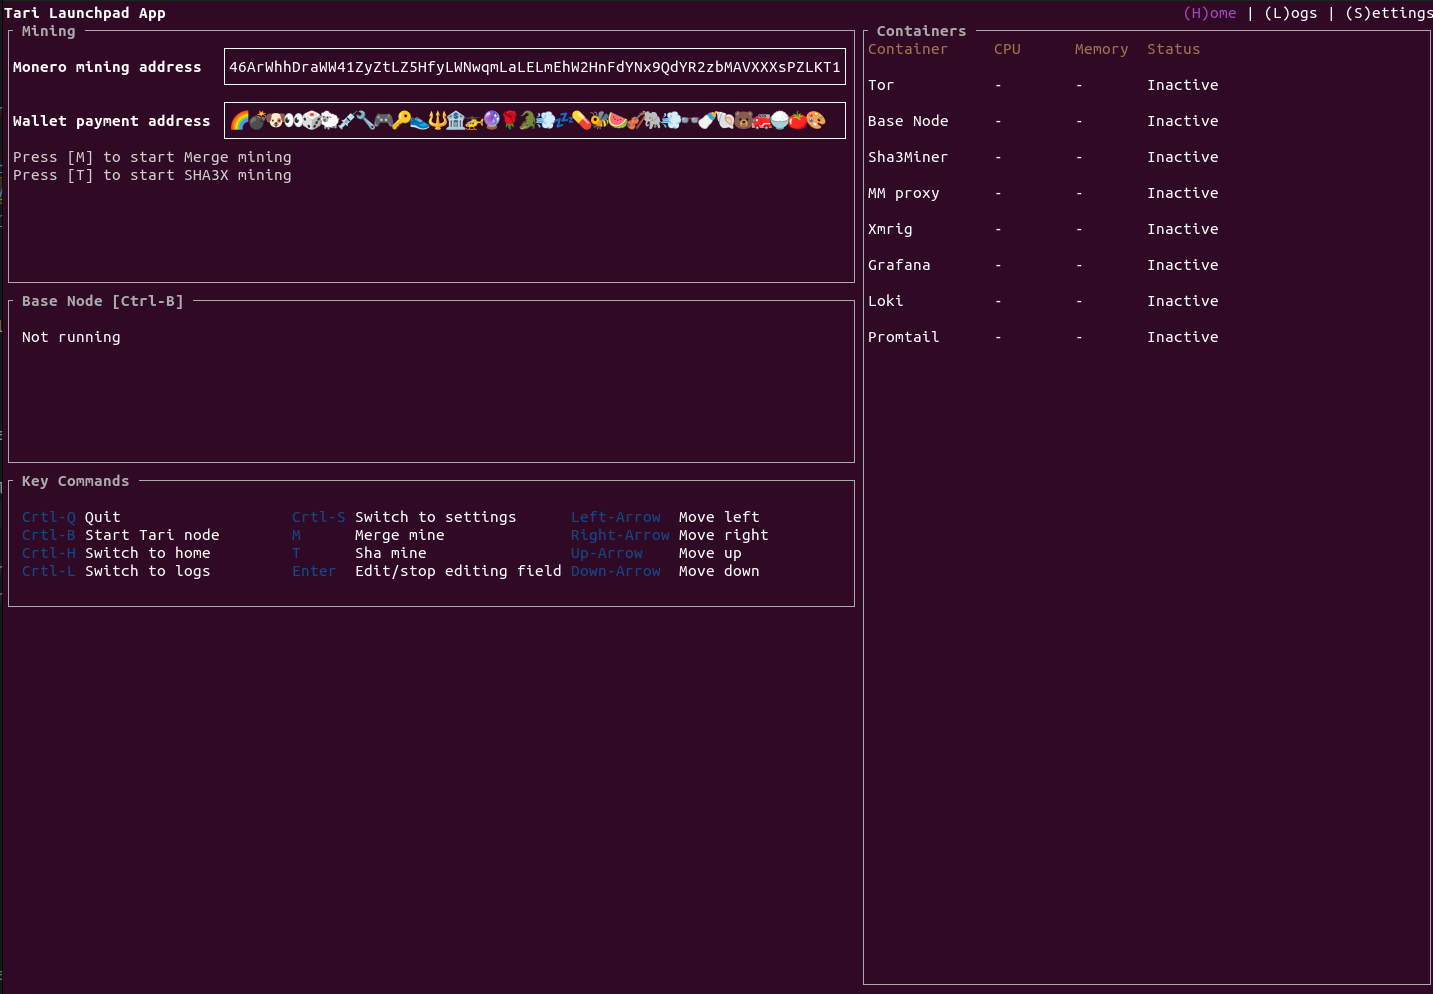 Tari Launchpad App (H)ome | (L)ogs | (S)ettings
Mining
Monero mining address 46ArWhhDraWW41ZyZtLZ5HfyLWNwqmLaLELmEhW2HnFdYNx9QdYR2zbMAVXXXsPZLKT1
Wallet payment address 🌈💣🐶👀🎲🐑💉🔧🎮🔑👟🔱🏦🚁🔮🌹🐊💨💤💊🐝🍉🎻🐘💨👓🍼🐚🐻🚒🍚🍅🎨
Press [M] to start Merge mining
Press [T] to start SHA3X mining
Base Node [Ctrl-B]
Not running
Key Commands
Crtl-Q Quit Crtl-S Switch to settings Left-Arrow Move left
Crtl-B Start Tari node M Merge mine Right-Arrow Move right
Crtl-H Switch to home T Sha mine Up-Arrow Move up
Crtl-L Switch to logs Enter Edit/stop editing field Down-Arrow Move down
Containers
Container CPU Memory Status
Tor - - Inactive
Base Node - - Inactive
Sha3Miner - - Inactive
MM proxy - - Inactive
Xmrig - - Inactive
Grafana - - Inactive
Loki - - Inactive
Promtail - - Inactive